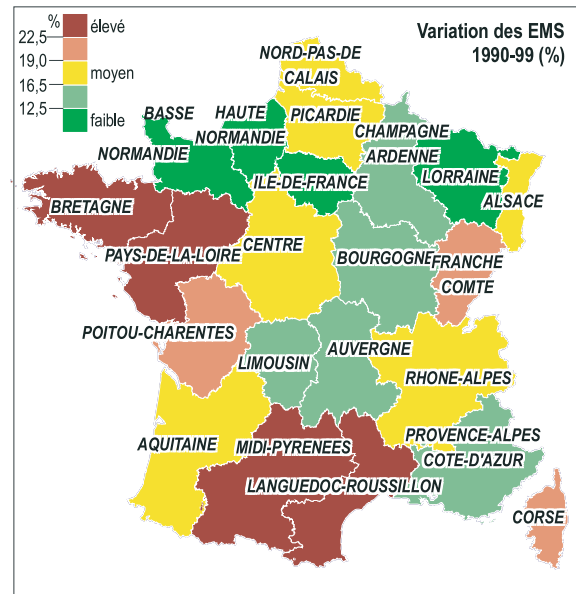 Variation des EMS
1990-99 (%)
%
élevé
22,5
19,0
moyen
16,5
12,5
faible
NORD-PAS-DE
CALAIS
BASSE
NORMANDIE
HAUTE
NORMANDIE
PICARDIE
CHAMPAGNE
ARDENNE
LORRAINE
ALSACE
ILE-DE-FRANCE
BRETAGNE
PAYS-DE-LA-LOIRE
CENTRE
BOURGOGNE
FRANCHE
COMTE
POITOU-CHARENTES
LIMOUSIN
AUVERGNE
RHONE-ALPES
AQUITAINE
MIDI-PYRENEES
PROVENCE-ALPES
COTE-D'AZUR
LANGUEDOC-ROUSSILLON
CORSE